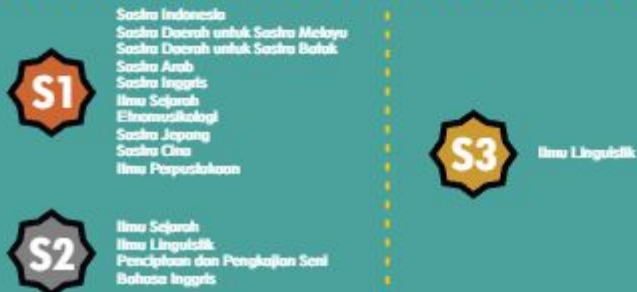 S1
Sastra Indonesia
Sastra Daerah untuk Sastra Melayu
Sastra Daerah untuk Sastra Batak
Sastra Arab
Sastra Inggris
Ilmu Sejarah
Etnomusikologi
Sastra Jepang
Sastra Cina
Ilmu Perpustakaan
S2
Ilmu Sejarah
Ilmu Linguistik
Penciptaan dan Pengkajian Seni
Bahasa Inggris
S3
Ilmu Linguistik